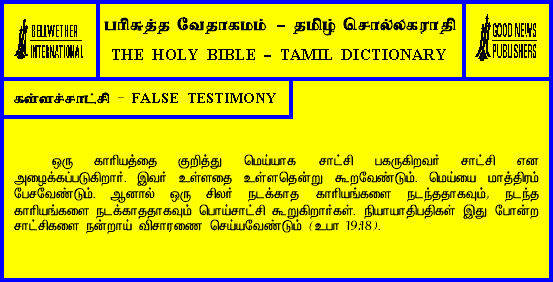 BELLWETHER
INTERNATIONAL
பரிசுத்த வேதாகமம் - தமிழ் சொல்லகராதி
THE HOLY BIBLE - TAMIL DICTIONARY
GOOD NEWS
PUBLISHERS
கள்ளச்சாட்சி - FALSE TESTIMONY
ஒரு காரியத்தை குறித்து மெய்யாக சாட்சி பகருகிறவர் சாட்சி என
அழைக்கப்படுகிறார். இவர் உள்ளதை உள்ளதென்று கூறவேண்டும். மெய்யை மாத்திரம்
பேசவேண்டும். ஆனால் ஒரு சிலர் நடக்காத காரியங்களை நடந்ததாகவும், நடந்த
காரியங்களை நடக்காததாகவும் பொய்சாட்சி கூறுகிறார்கள். நியாயாதிபதிகள் இது போன்ற
சாட்சிகளை நன்றாய் விசாரணை செய்யவேண்டும் (உபா 19:18).